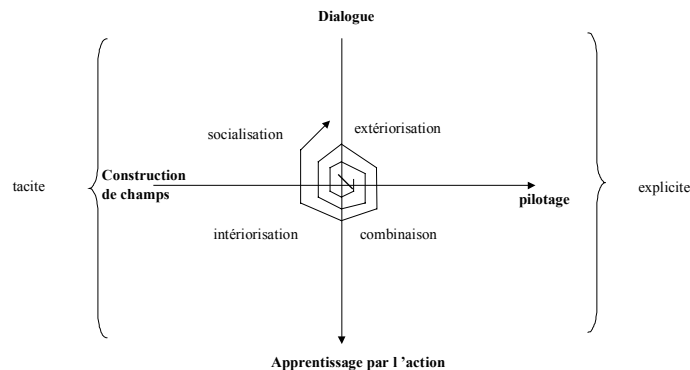 Dialogue
socialisation
extériorisation
Construction
de champs
tacite
explicite
pilotage
intériorisation
combinaison
Apprentissage par l ’action